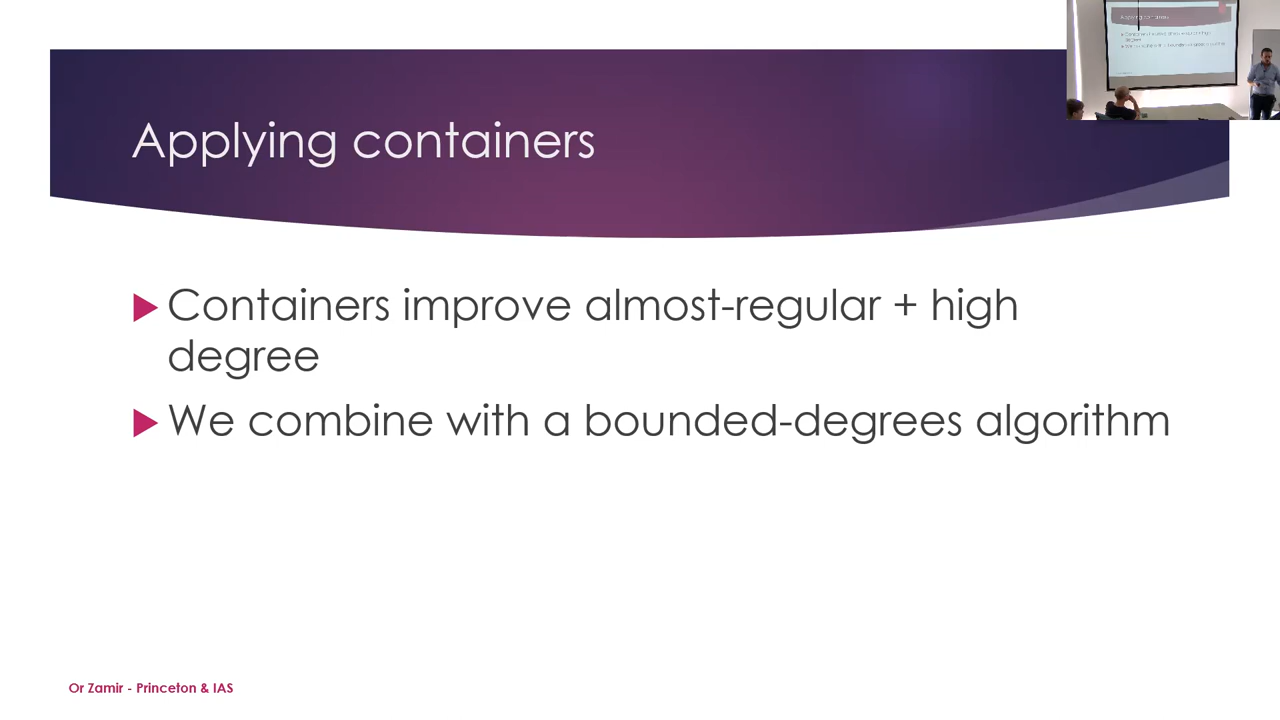 Applying containers
Containers improve almost-regular + high
degree
We combine with a bounded-degrees algorithm
Or Zamir - Princeton & IAS